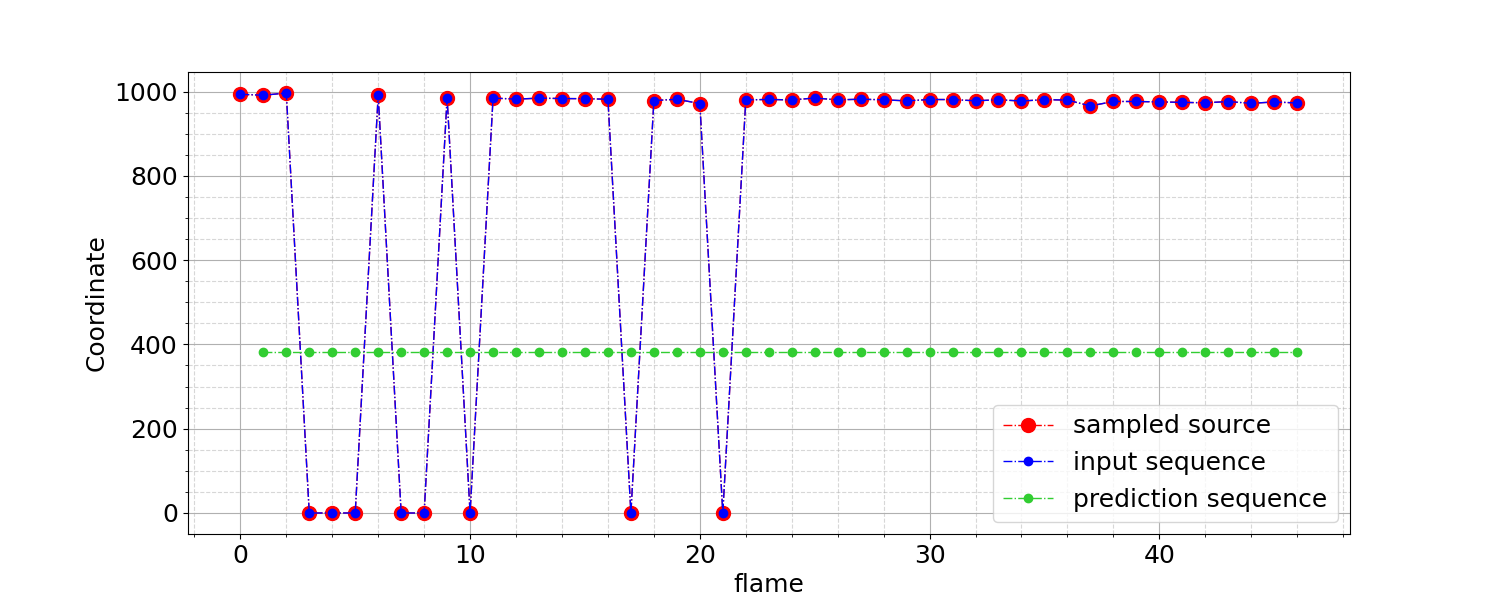 1000
800
600
400
200
0
Coordinate
sampled source
input sequence
prediction sequence
0 10 20 30 40
flame